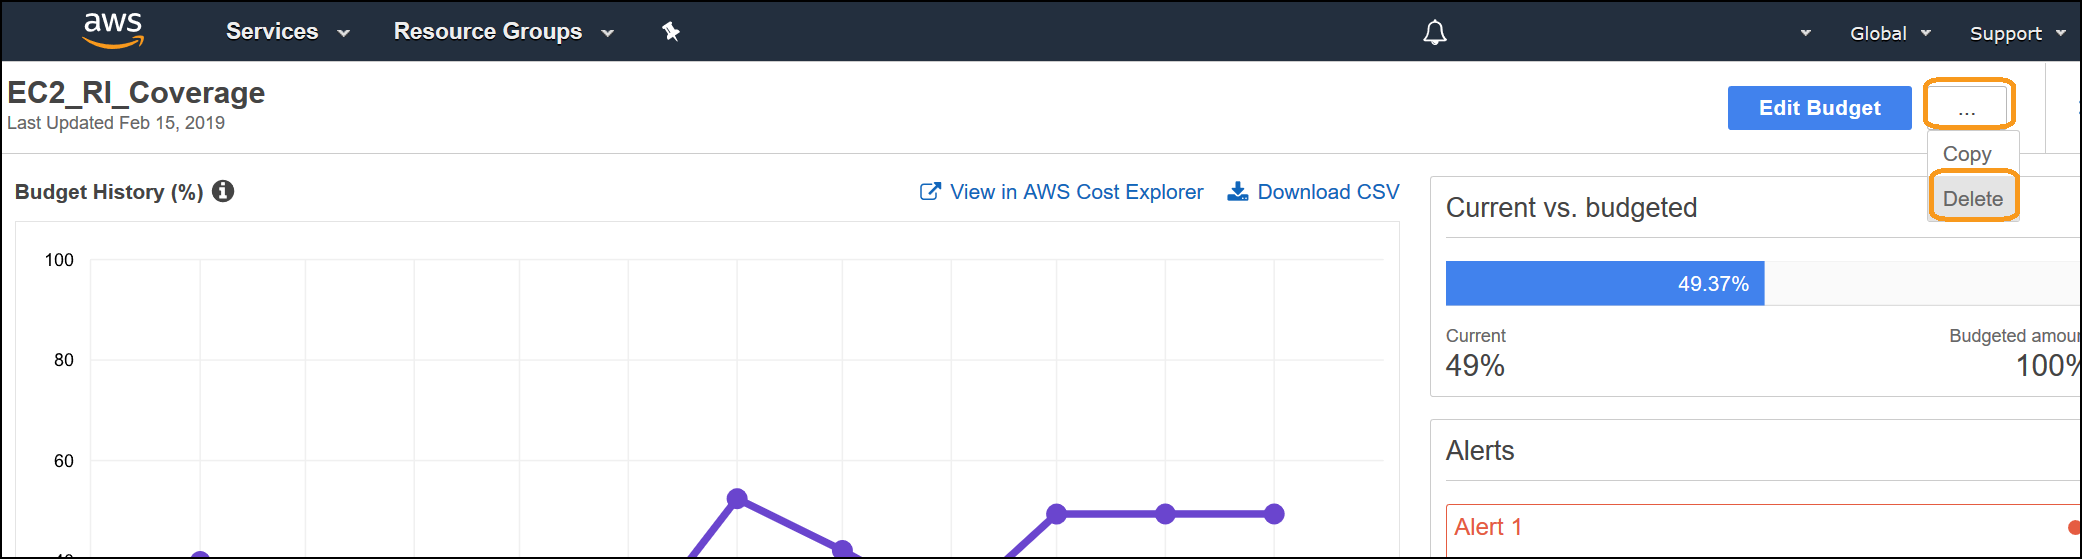 aws Services Resource Groups Global Support
EC2_RI_Coverage
Last Updated Feb 15, 2019
Edit Budget ...
Copy
Delete
Budget History (%) View in AWS Cost Explorer Download CSV
100
80
60
40
Current vs. budgeted
49.37%
Current Budgeted amour
49% 100%
Alerts
Alert 1